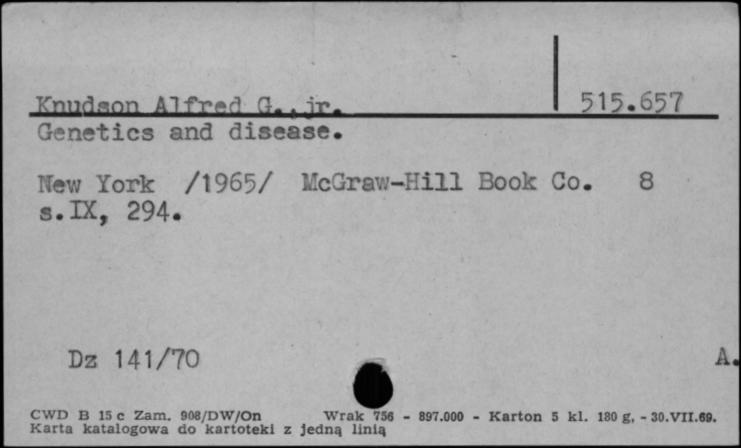 Knudson Alfred G., jr. 515.657
Genetics and disease.
New York /1965/ McGraw-Hill Book Co. 8
s.IX, 294.
Dz 141/70 A.
CWD B 15 c Zam. 908/DW/On Wrak 756 - 897.000 - Karton 5 kl. 180 g. - 30.VII.69.
Karta katalogowa do kartoteki z jedną linią